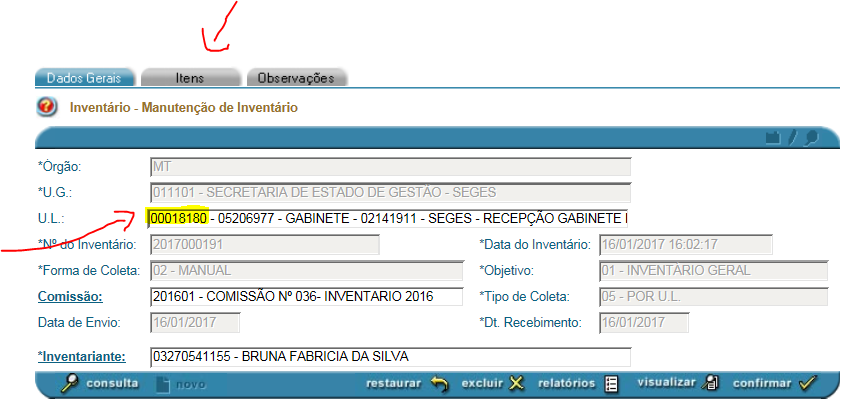 Dados Gerais Itens Observações
Inventário - Manutenção de Inventário
*Órgão: MT
*U.G.: 011101 - SECRETARIA DE ESTADO DE GESTÃO - SEGES
U.L.: 00018180 - 05206977 - GABINETE - 02141911 - SEGES - RECEPÇÃO GABINETE
*Nº do Inventário: 2017000191 *Data do Inventário: 16/01/2017 16:02:17
*Forma de Coleta: 02 - MANUAL *Objetivo: 01 - INVENTÁRIO GERAL
Comissão: 201601 - COMISSÃO Nº 036- INVENTARIO 2016 *Tipo de Coleta: 05 - POR U.L.
Data de Envio: 16/01/2017 *Dt. Recebimento: 16/01/2017
*Inventariante: 03270541155 - BRUNA FABRICIA DA SILVA
consulta novo restaurar excluir relatórios visualizar confirmar